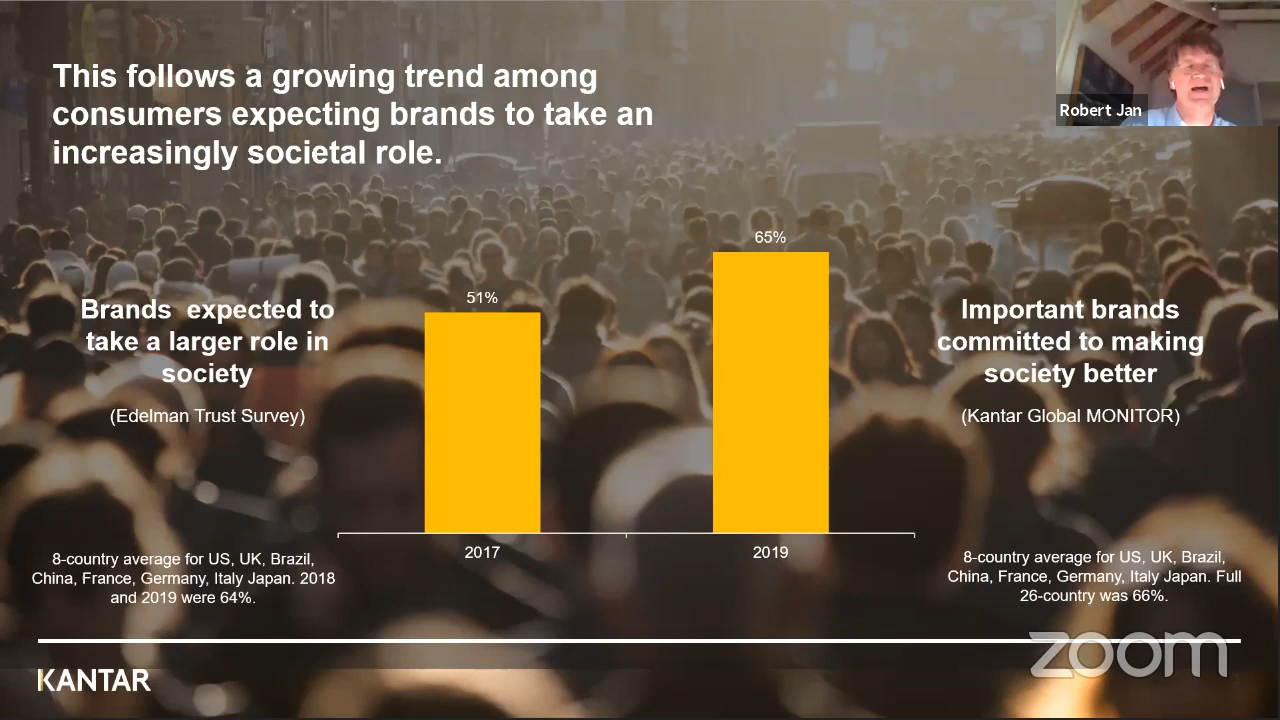 This follows a growing trend among
consumers expecting brands to take an
increasingly societal role.
Robert Jan
Brands  expected to
take a larger role in
society
(Edelman Trust Survey)
8-country average for US, UK, Brazil,
China, France, Germany, Italy Japan. 2018
and 2019 were 64%.
51%
65%
2017
2019
Important brands
committed to making
society better
(Kantar Global MONITOR)
8-country average for US, UK, Brazil,
China, France, Germany, Italy Japan. Full
26-country was 66%.
KANTAR
zoom